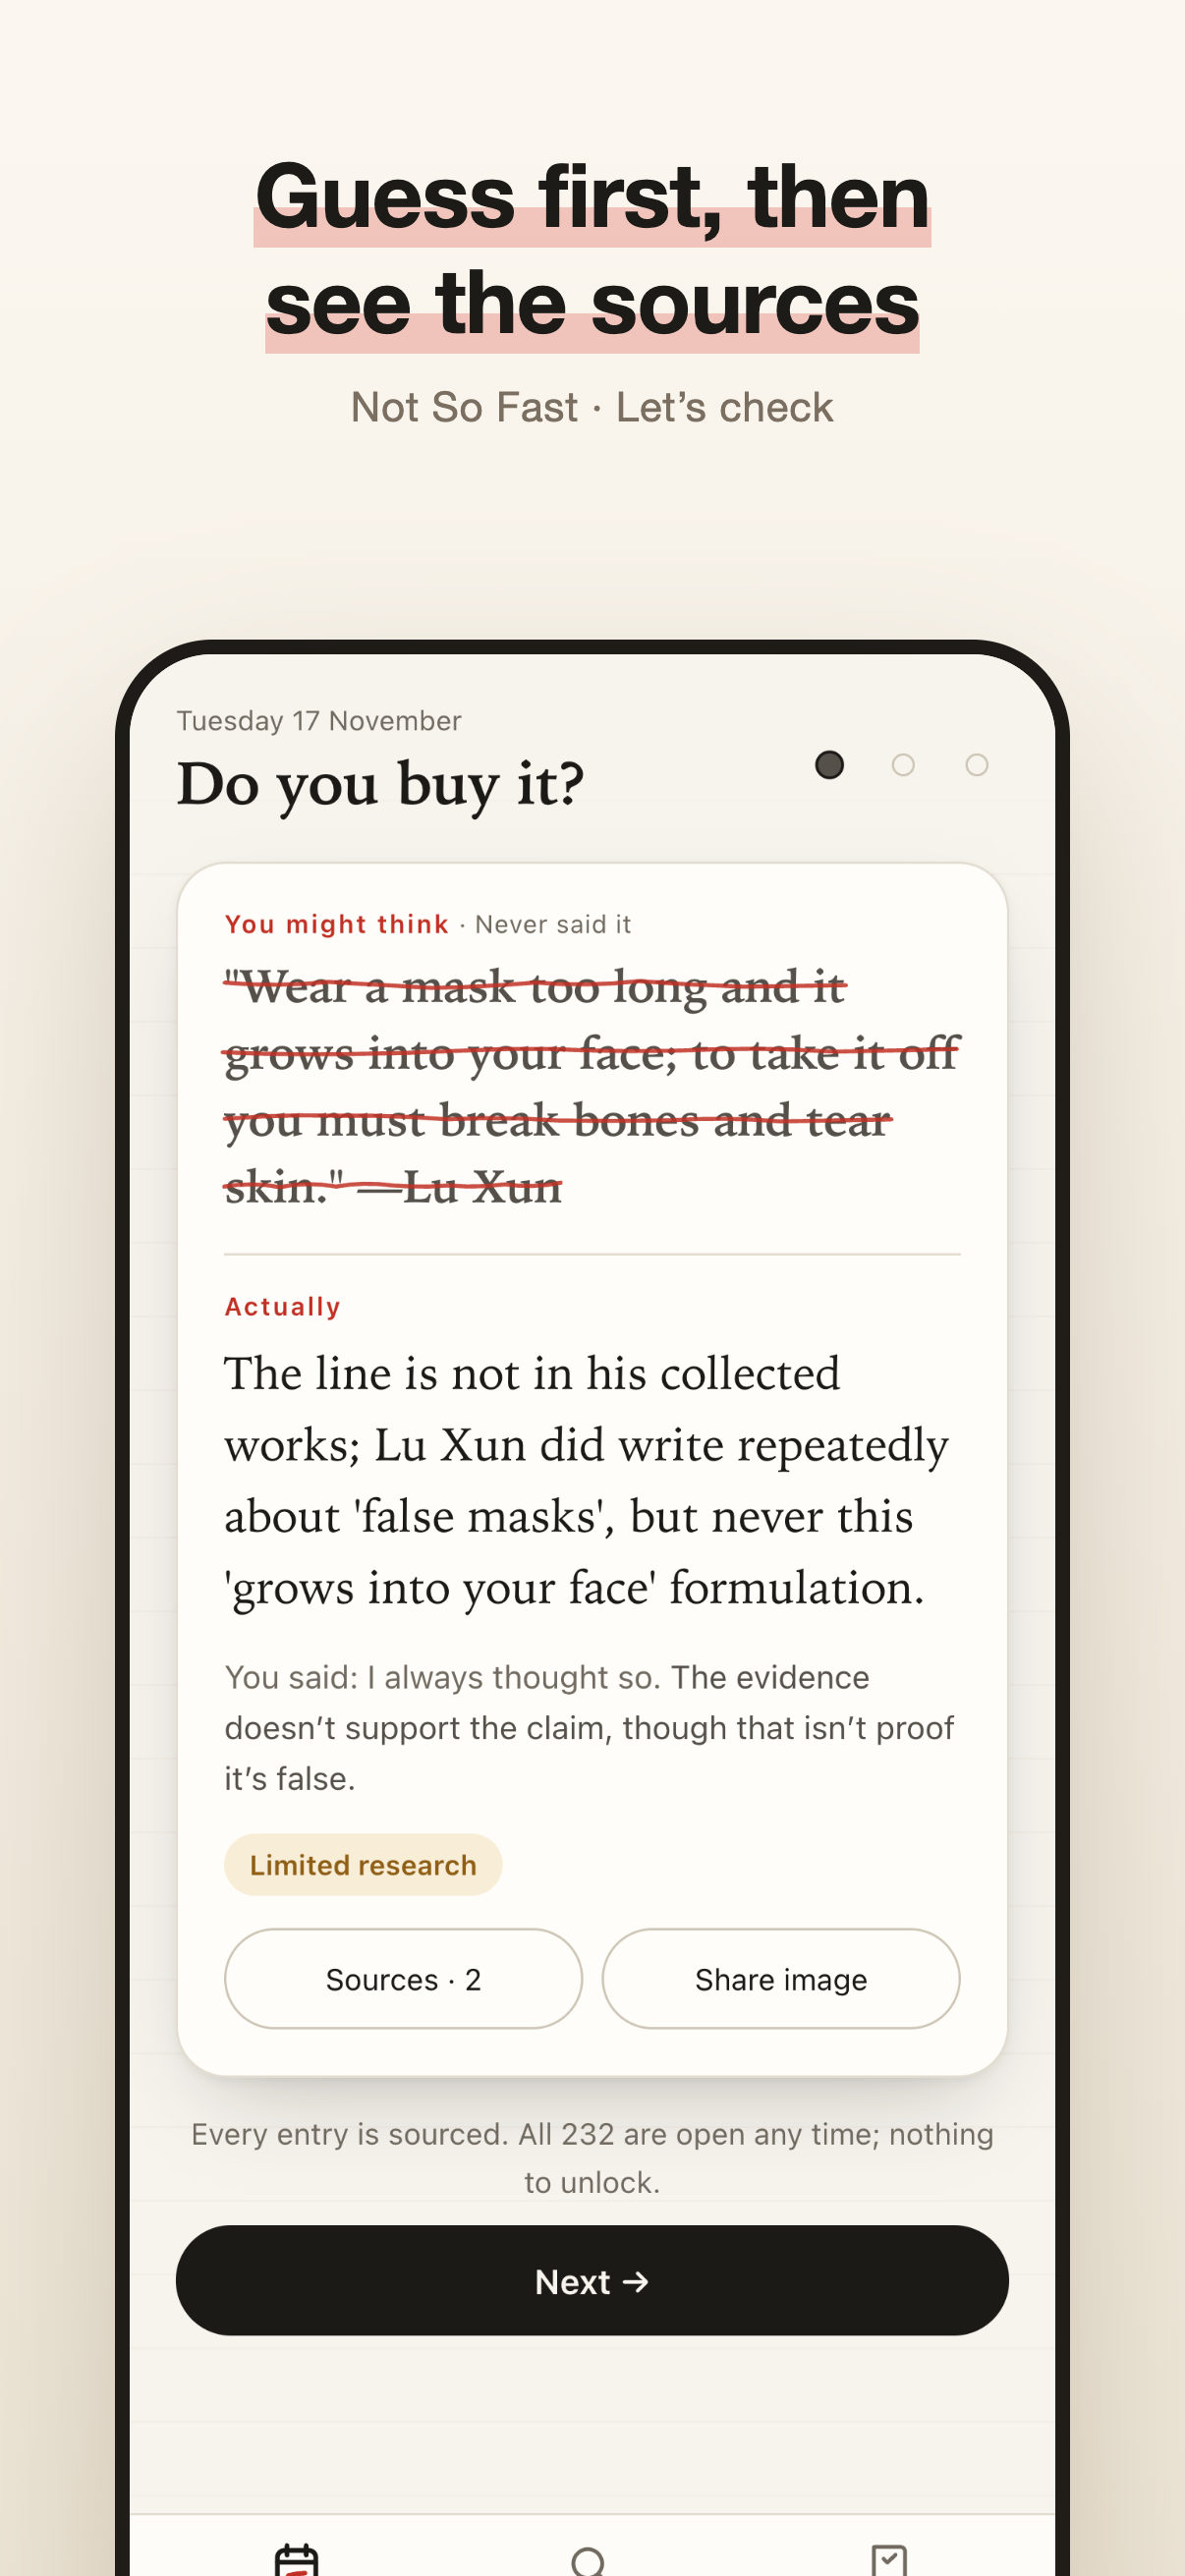 Guess first, then
see the sources
Not So Fast · Let’s check
Tuesday 17 November
Do you buy it?
You might think · Never said it
"Wear a mask too long and it
grows into your face; to take it off
you must break bones and tear
skin." —Lu Xun
Actually
The line is not in his collected
works; Lu Xun did write repeatedly
about 'false masks', but never this
'grows into your face' formulation.
You said: I always thought so. The evidence
doesn’t support the claim, though that isn’t proof
it’s false.
Limited research
Sources · 2
Share image
Every entry is sourced. All 232 are open any time; nothing
to unlock.
Next →